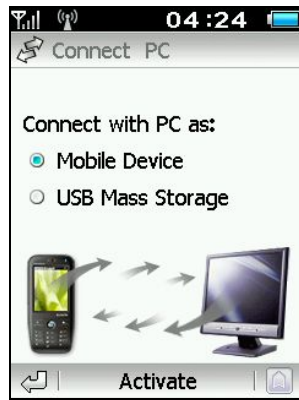 04:24
Connect PC
Connect with PC as:
Mobile Device
USB Mass Storage
Activate